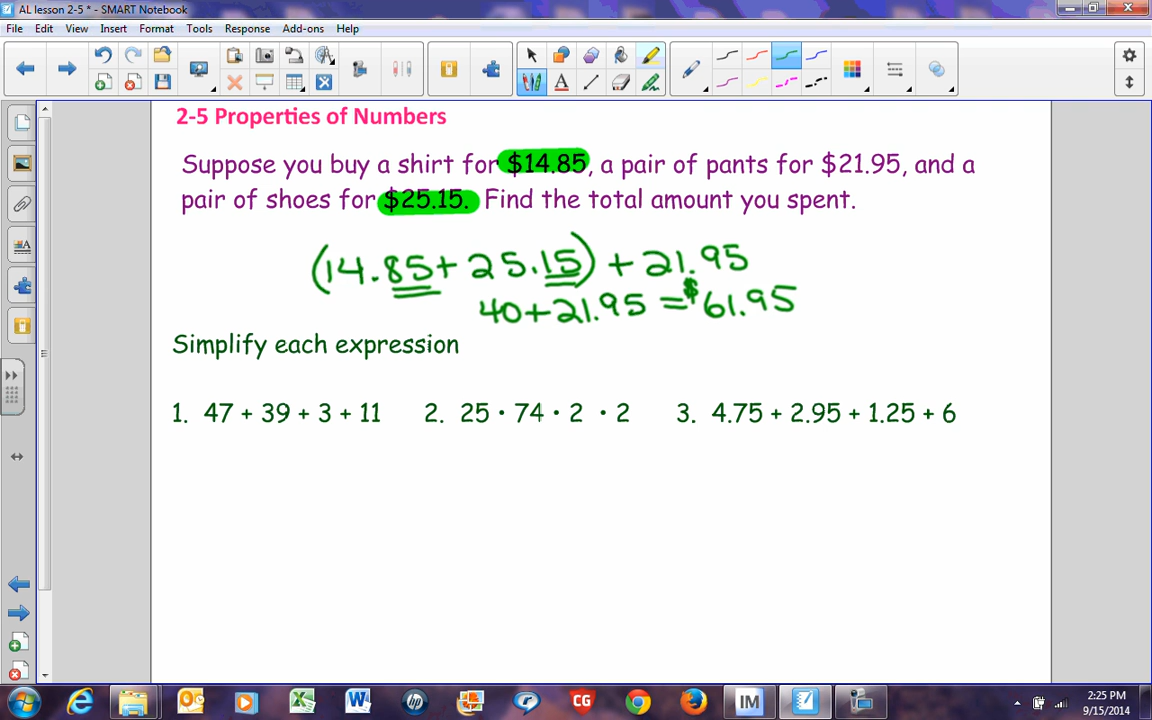 AL lesson 2-5 * - SMART Notebook
File Edit View Insert Format Tools Response Add-ons Help
2-5 Properties of Numbers
Suppose you buy a shirt for $14.85, a pair of pants for $21.95, and a
pair of shoes for $25.15. Find the total amount you spent.
(14.85+ 25.15) + 21.95
40+21.95 = $61.95
Simplify each expression
1. 47 + 39 + 3 + 11 2. 25 · 74 · 2 · 2 3. 4.75 + 2.95 + 1.25 + 6
CG IM 2:25 PM
9/15/2014